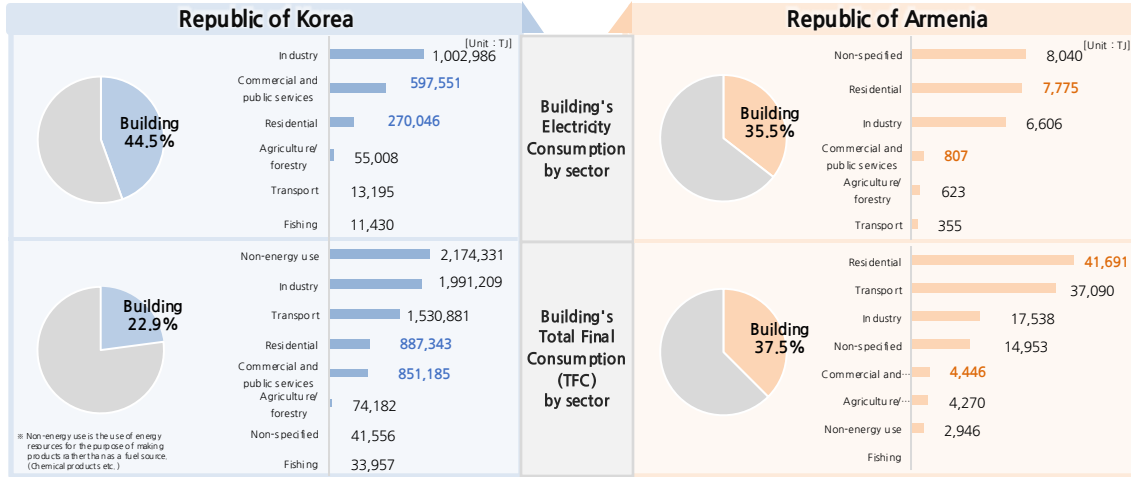 Republic of Korea
[Unit : TJ]
Building
44.5%
Industry 1,002,986
Commercial and
public services 597,551
Residential 270,046
Agriculture/
forestry 55,008
Transport 13,195
Fishing 11,430
Building's
Electricity
Consumption
by sector
Republic of Armenia
[Unit : TJ]
Building
35.5%
Non-specified 8,040
Residential 7,775
Industry 6,606
Commercial and
public services 807
Agriculture/
forestry 623
Transport 355
Building
22.9%
Non-energy use 2,174,331
Industry 1,991,209
Transport 1,530,881
Residential 887,343
Commercial and
public services 851,185
Agriculture/
forestry 74,182
Non-specified 41,556
Fishing 33,957
※ Non-energy use is the use of energy
resources for the purpose of making
products rather than as a fuel source.
(Chemical products etc.)
Building's
Total Final
Consumption
(TFC)
by sector
Building
37.5%
Residential 41,691
Transport 37,090
Industry 17,538
Non-specified 14,953
Commercial and… 4,446
Agriculture/… 4,270
Non-energy use 2,946
Fishing